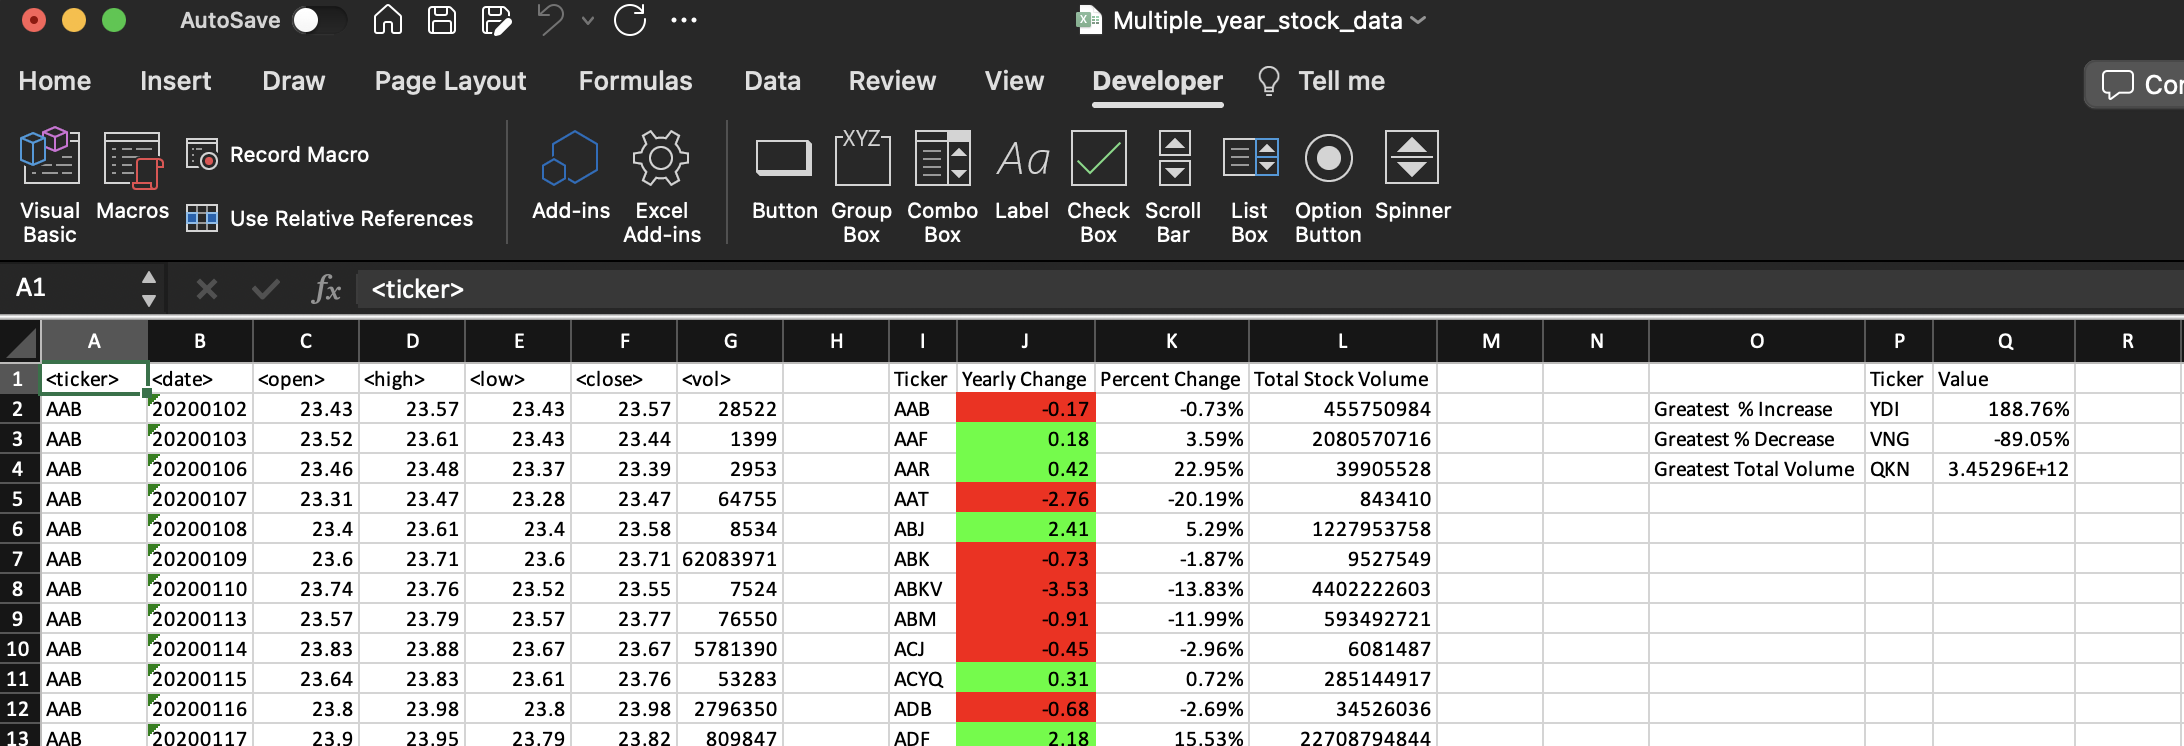 AutoSave
Multiple_year_stock_data
Home Insert Draw Page Layout Formulas Data Review View Developer Tell me
Visual Basic
Macros
Record Macro
Use Relative References
Add-ins
Excel Add-ins
XYZ
Aa
Button
Group Box
Combo Box
Label
Check Box
Scroll Bar
List Box
Option Button
Spinner
A1 fx <ticker>
A B C D E F G H I J K L M N O P Q R
1 <ticker> <date> <open> <high> <low> <close> <vol> Ticker Yearly Change Percent Change Total Stock Volume Ticker Value
2 AAB 20200102 23.43 23.57 23.43 23.57 28522 AAB -0.17 -0.73% 455750984 Greatest % Increase YDI 188.76%
3 AAB 20200103 23.52 23.61 23.43 23.44 1399 AAF 0.18 3.59% 2080570716 Greatest % Decrease VNG -89.05%
4 AAB 20200106 23.46 23.48 23.37 23.39 2953 AAR 0.42 22.95% 39905528 Greatest Total Volume QKN 3.45296E+12
5 AAB 20200107 23.31 23.47 23.28 23.47 64755 AAT -2.76 -20.19% 843410
6 AAB 20200108 23.4 23.61 23.4 23.58 8534 ABJ 2.41 5.29% 1227953758
7 AAB 20200109 23.6 23.71 23.6 23.71 62083971 ABK -0.73 -1.87% 9527549
8 AAB 20200110 23.74 23.76 23.52 23.55 7524 ABKV -3.53 -13.83% 4402222603
9 AAB 20200113 23.57 23.79 23.57 23.77 76550 ABM -0.91 -11.99% 593492721
10 AAB 20200114 23.83 23.88 23.67 23.67 5781390 ACJ -0.45 -2.96% 6081487
11 AAB 20200115 23.64 23.83 23.61 23.76 53283 ACYQ 0.31 0.72% 285144917
12 AAB 20200116 23.8 23.98 23.8 23.98 2796350 ADB -0.68 -2.69% 34526036
13 AAB 20200117 23.9 23.95 23.79 23.82 809847 ADF 2.18 15.53% 22708794844